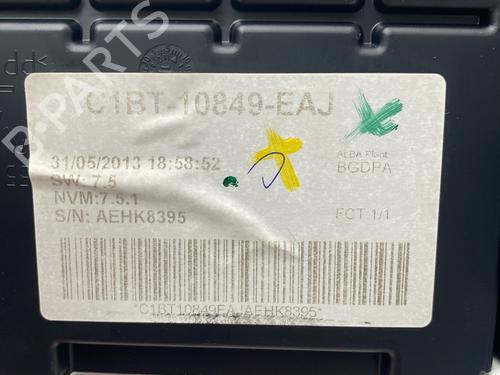 C1BT-10849-EAJ
31/05/2013 18:58:52
SW: 7.5
NVM:7.5.1
S/N: AEHK8395
ALBA Plant
BGDPA
FCT 1/1
*C1BT10849EAJAEHK8395*
B-PARTS